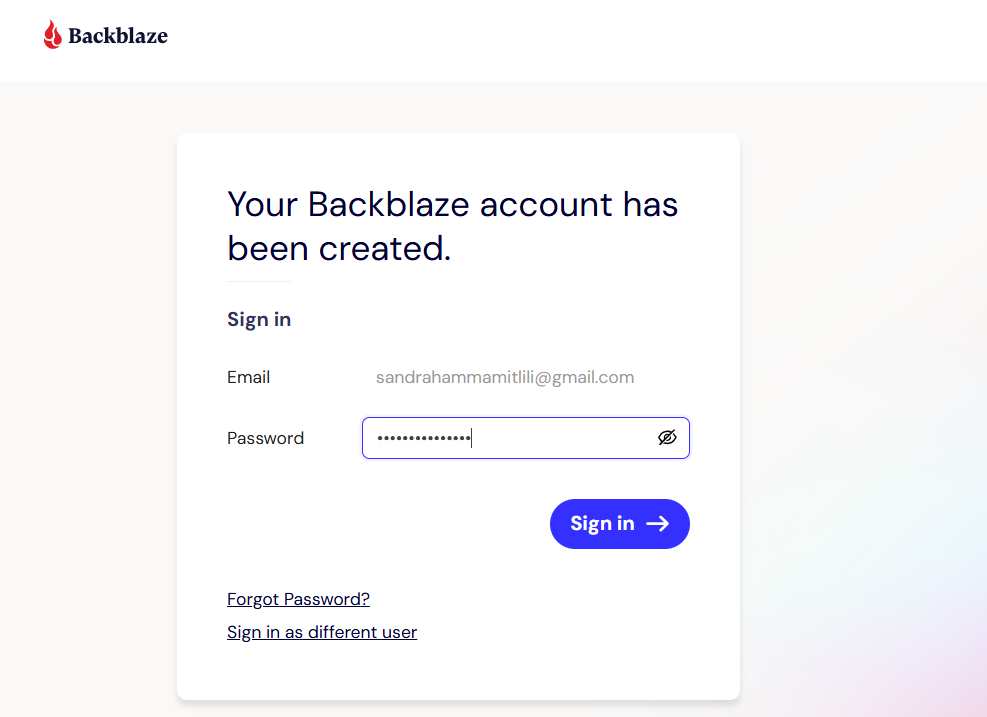 Backblaze
Your Backblaze account has
been created.
Sign in
Email sandrahammamitlili@gmail.com
Password •••••••••••••••
Sign in →
Forgot Password?
Sign in as different user